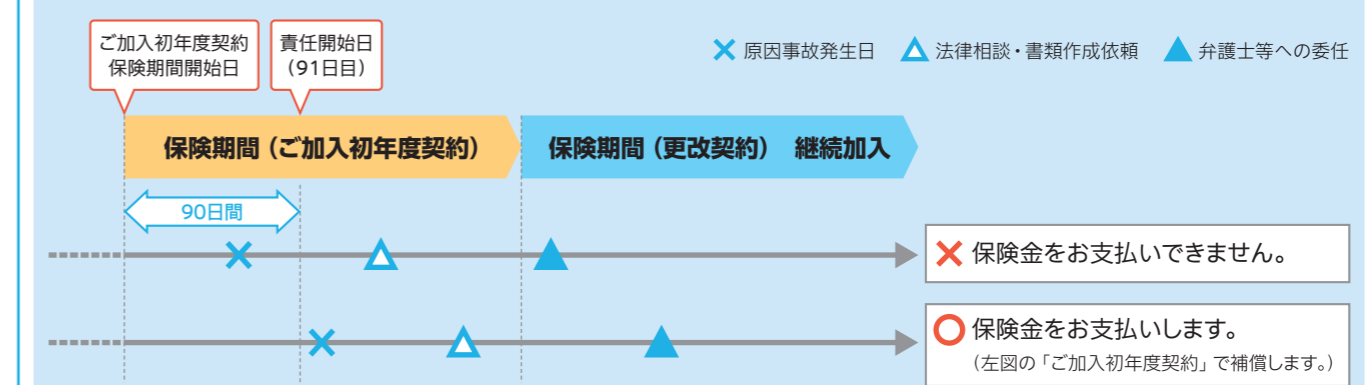 ご加入初年度契約
保険期間開始日
責任開始日
（91日目）
原因事故発生日
法律相談・書類作成依頼
弁護士等への委任
保険期間（ご加入初年度契約）
保険期間（更改契約）　継続加入
90日間
保険金をお支払いできません。
保険金をお支払いします。
（左図の「ご加入初年度契約」で補償します。）